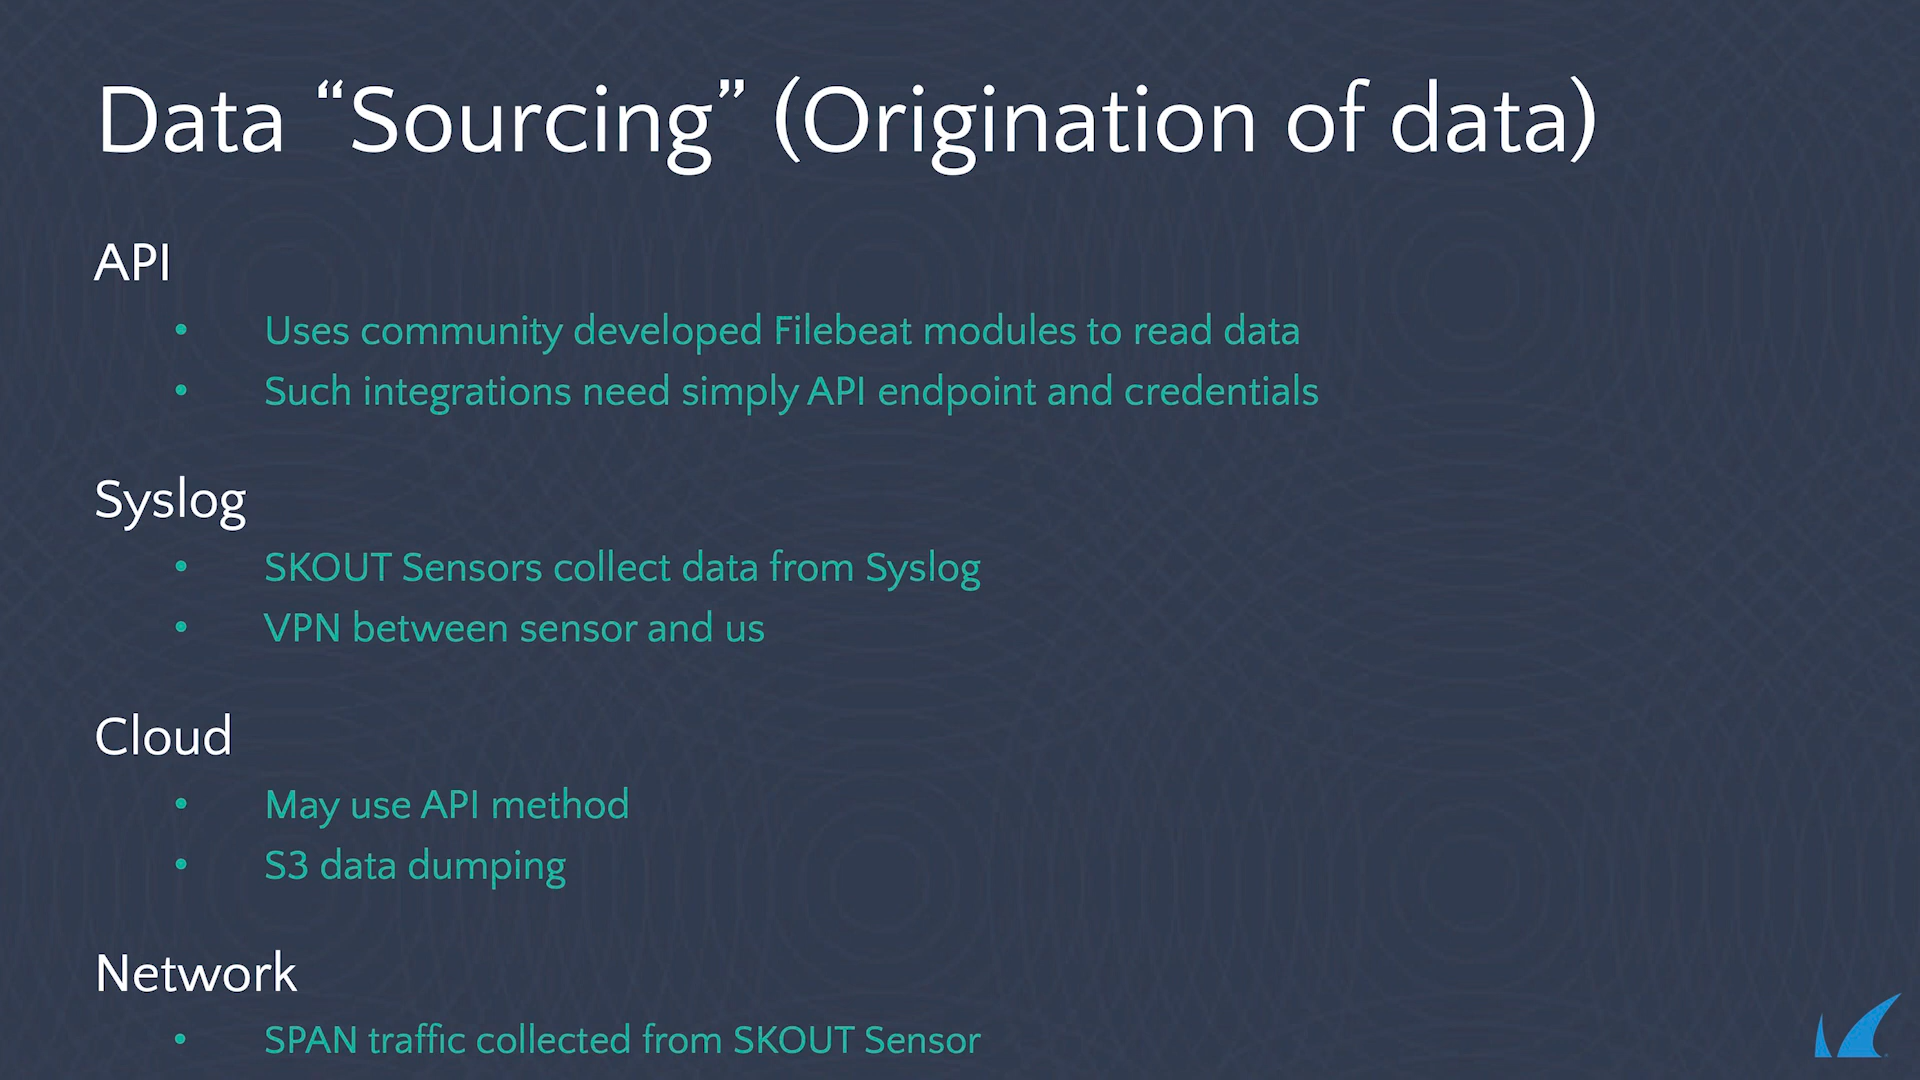 Data “Sourcing” (Origination of data)
API
• Uses community developed Filebeat modules to read data
• Such integrations need simply API endpoint and credentials
Syslog
• SKOUT Sensors collect data from Syslog
• VPN between sensor and us
Cloud
• May use API method
• S3 data dumping
Network
• SPAN traffic collected from SKOUT Sensor